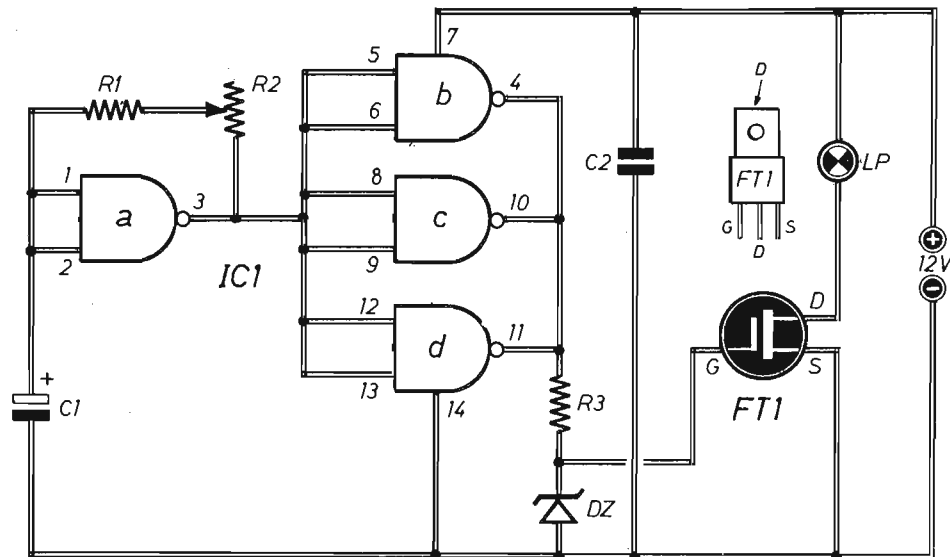 R1
R2
1
2
a
3
IC1
+
C1
5
6
b
7
4
8
9
c
10
12
13
d
14
11
R3
DZ
C2
D
FT1
G
S
D
LP
+
12V
−
D
G
S
FT1